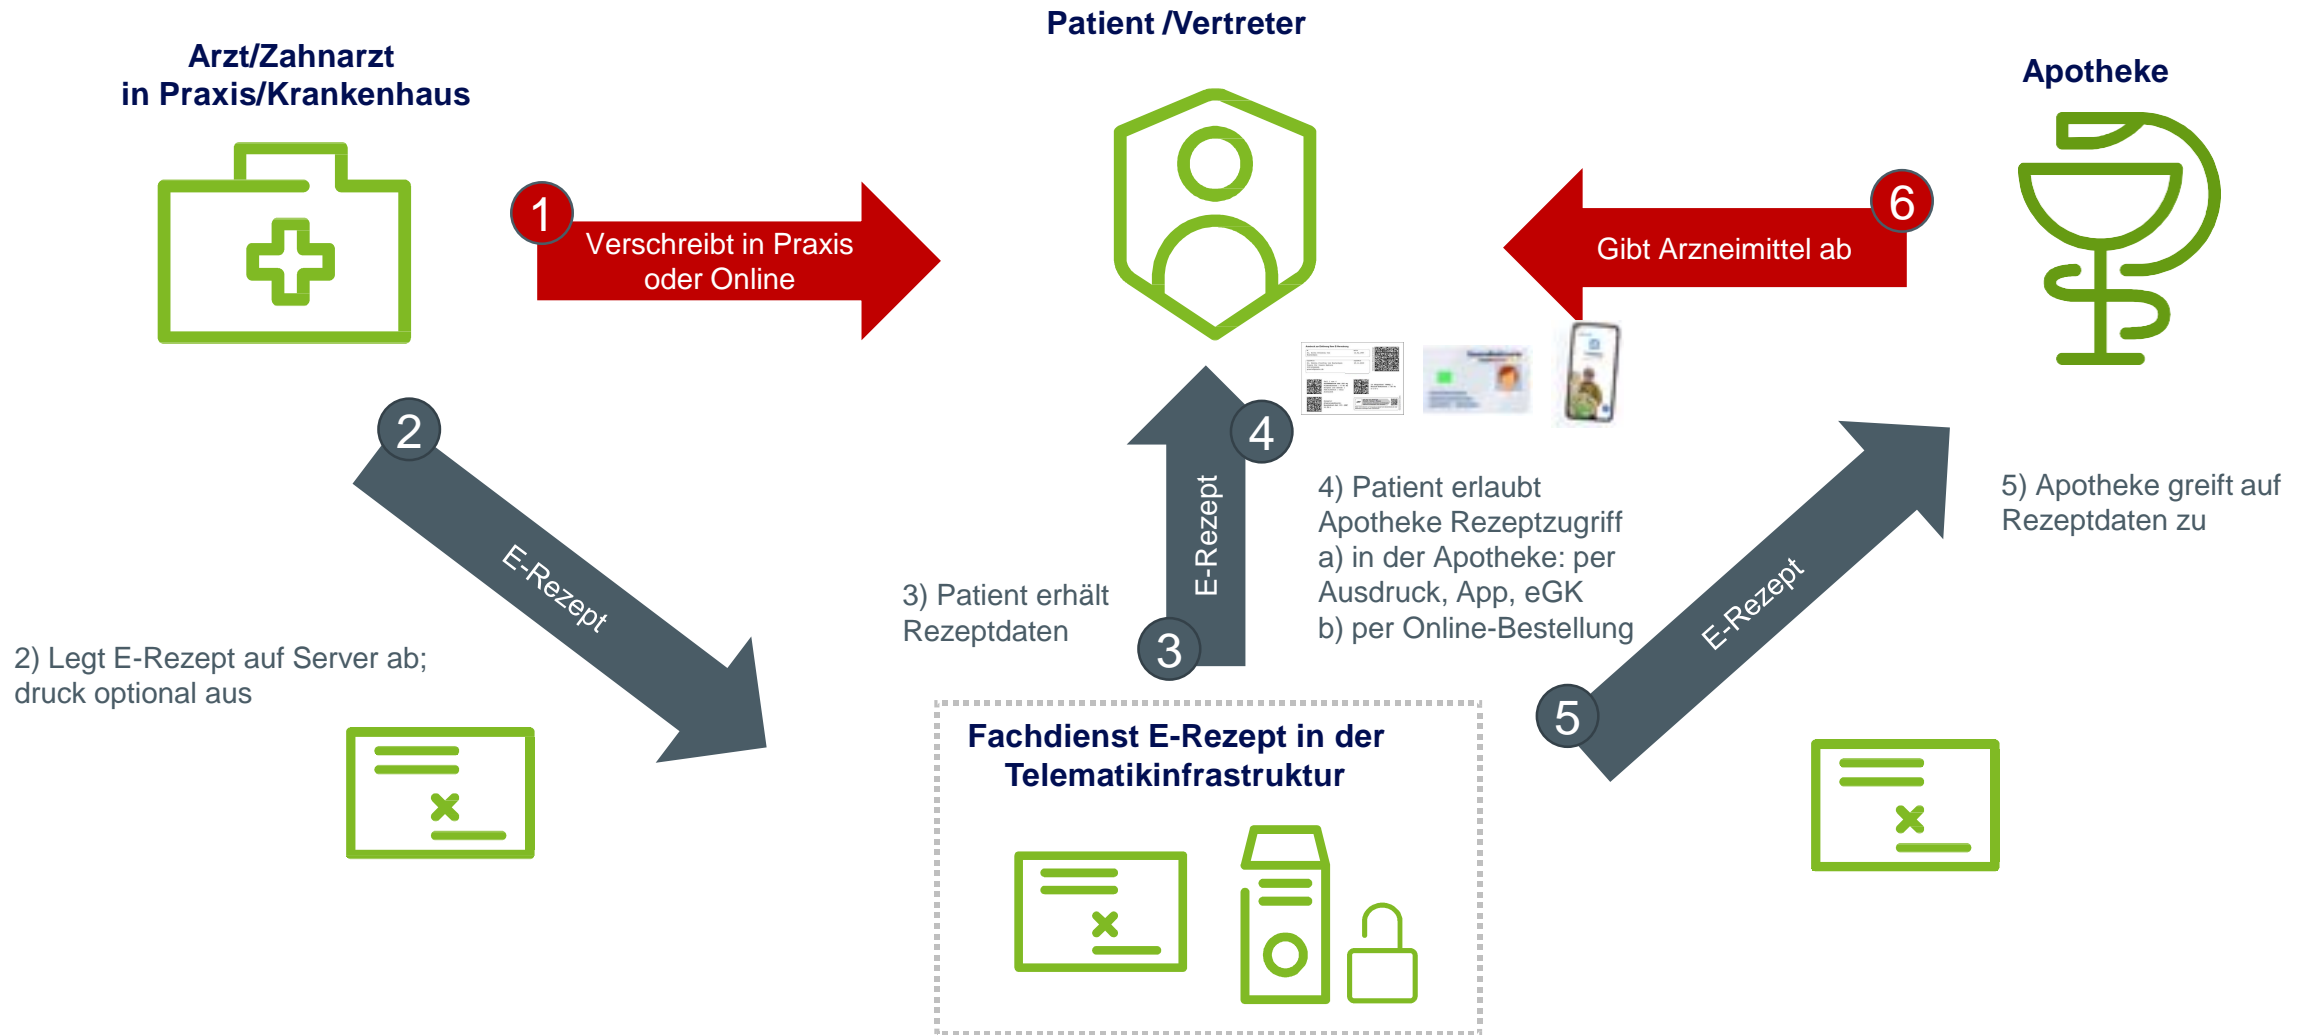 Patient /Vertreter
Arzt/Zahnarzt
in Praxis/Krankenhaus
Apotheke
1
Verschreibt in Praxis
oder Online
6
Gibt Arzneimittel ab
2
E-Rezept
2) Legt E-Rezept auf Server ab;
druck optional aus
4
E-Rezept
3
3) Patient erhält
Rezeptdaten
4) Patient erlaubt
Apotheke Rezeptzugriff
a) in der Apotheke: per
Ausdruck, App, eGK
b) per Online-Bestellung
5
E-Rezept
5) Apotheke greift auf
Rezeptdaten zu
Fachdienst E-Rezept in der
Telematikinfrastruktur